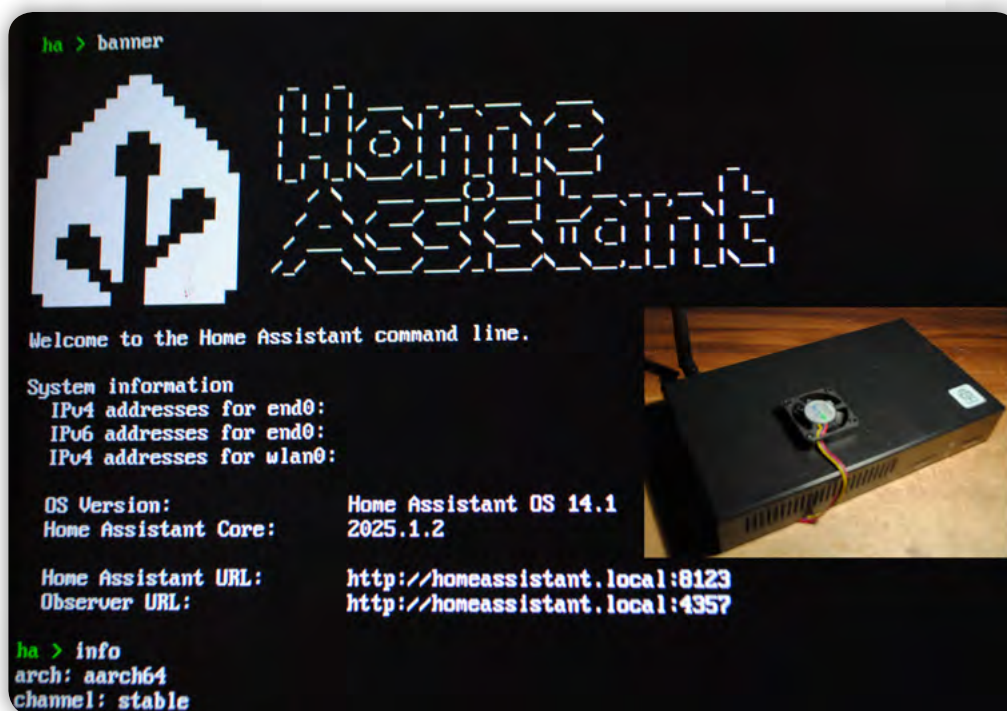 ha > banner
Home
Assistant
Welcome to the Home Assistant command line.
System information
IPv4 addresses for end0:
IPv6 addresses for end0:
IPv4 addresses for wlan0:
OS Version: Home Assistant OS 14.1
Home Assistant Core: 2025.1.2
Home Assistant URL: http://homeassistant.local:8123
Observer URL: http://homeassistant.local:4357
ha > info
arch: aarch64
channel: stable